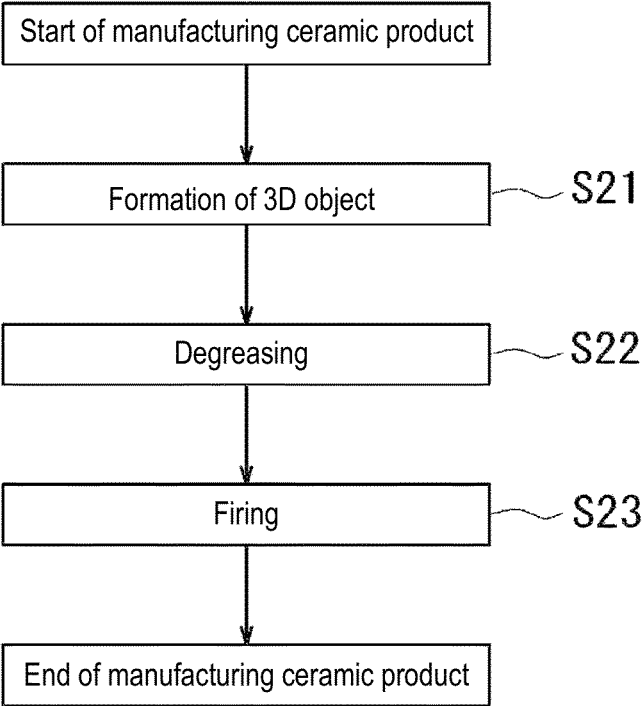 Start of manufacturing ceramic product
Formation of 3D object
S21
Degreasing
S22
Firing
S23
End of manufacturing ceramic product